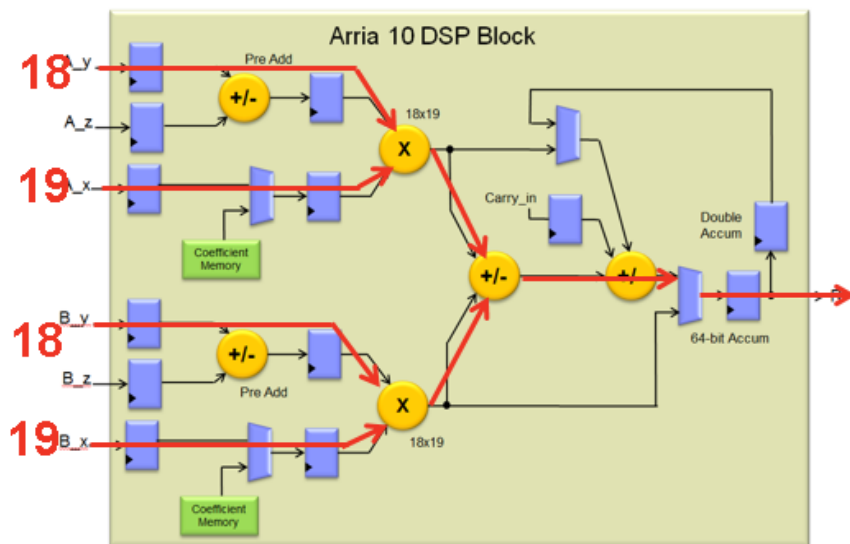 Arria 10 DSP Block
18
A_y
Pre Add
+/-
A_z
18x19
X
19
A_x
Carry_in
Coefficient
Memory
Double
Accum
+/-
+/-
18
B_y
64-bit Accum
+/-
B_z
Pre Add
X
18x19
19
B_x
Coefficient
Memory